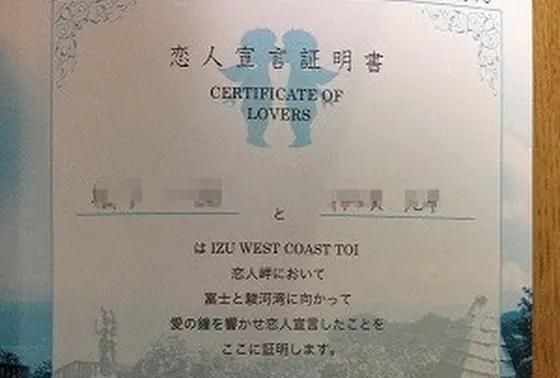 恋人宣言証明書
CERTIFICATE OF
LOVERS
と
は IZU WEST COAST TOI
恋人岬において
富士と駿河湾に向かって
愛の鐘を響かせ恋人宣言したことを
ここに証明します。